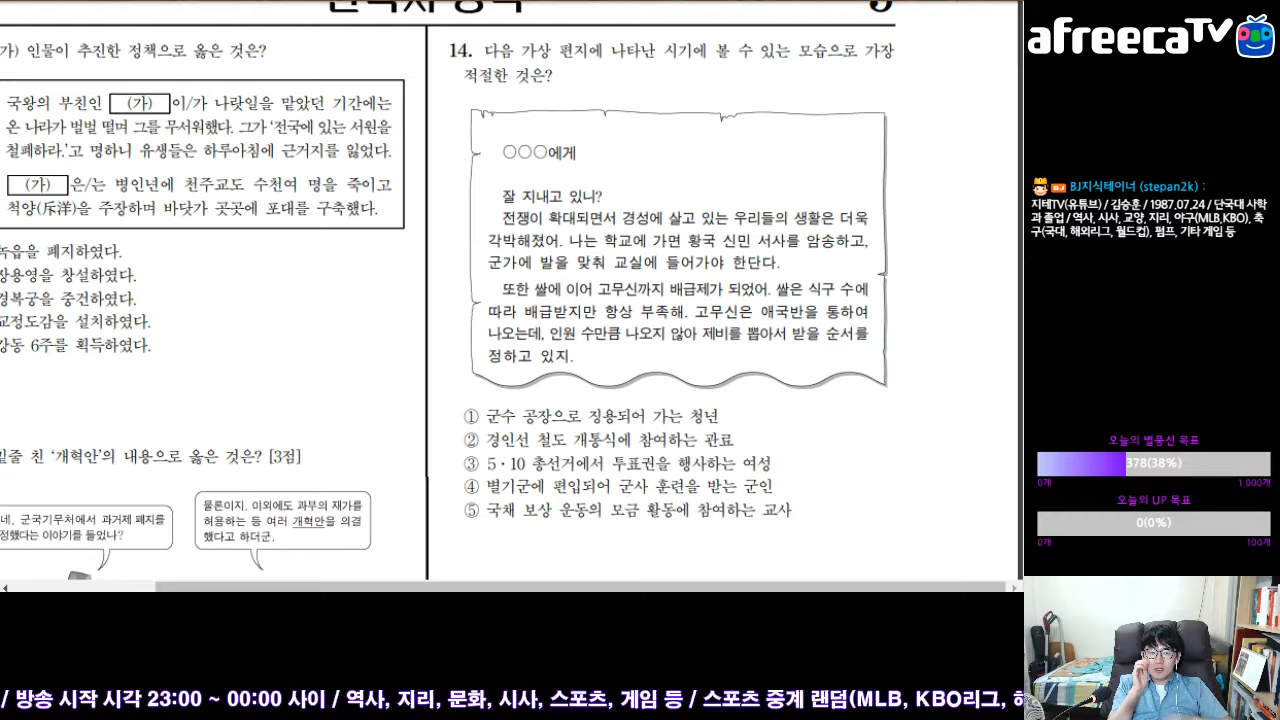 (가) 인물이 추진한 정책으로 옳은 것은?
국왕의 부친인 (가) 이/가 나랏일을 맡았던 기간에는
온 나라가 벌벌 떨며 그를 무서워했다. 그가 '전국에 있는 서원을
철폐하라.'고 명하니 유생들은 하루아침에 근거지를 잃었다.
(가) 은/는 병인년에 천주교도 수천여 명을 죽이고
척양(斥洋)을 주장하며 바닷가 곳곳에 포대를 구축했다.
녹읍을 폐지하였다.
장용영을 창설하였다.
경복궁을 중건하였다.
교정도감을 설치하였다.
강동 6주를 획득하였다.
밑줄 친 '개혁안'의 내용으로 옳은 것은? [3점]
네. 군국기무처에서 과거제 폐지를
정했다는 이야기를 들었나?
물론이지. 이외에도 과부의 재가를
허용하는 등 여러 개혁안을 의결
했다고 하더군.
14. 다음 가상 편지에 나타난 시기에 볼 수 있는 모습으로 가장
적절한 것은?
○○○에게
잘 지내고 있니?
전쟁이 확대되면서 경성에 살고 있는 우리들의 생활은 더욱
각박해졌어. 나는 학교에 가면 황국 신민 서사를 암송하고,
군가에 발을 맞춰 교실에 들어가야 한단다.
또한 쌀에 이어 고무신까지 배급제가 되었어. 쌀은 식구 수에
따라 배급받지만 항상 부족해. 고무신은 애국반을 통하여
나오는데, 인원 수만큼 나오지 않아 제비를 뽑아서 받을 순서를
정하고 있지.
① 군수 공장으로 징용되어 가는 청년
② 경인선 철도 개통식에 참여하는 관료
③ 5·10 총선거에서 투표권을 행사하는 여성
④ 별기군에 편입되어 군사 훈련을 받는 군인
⑤ 국채 보상 운동의 모금 활동에 참여하는 교사
afreecaTV
BJ BJ지식테이너 (stepan2k) :
지테TV(유튜브) / 김승훈 / 1987.07.24 / 단국대 사학
과 졸업 / 역사, 시사, 교양, 지리, 야구(MLB,KBO), 축
구(국대, 해외리그, 월드컵), 펌프, 기타 게임 등
오늘의 별풍선 목표
378(38%)
0개 1,000개
오늘의 UP 목표
0(0%)
0개 100개
/ 방송 시작 시각 23:00 ~ 00:00 사이 / 역사, 지리, 문화, 시사, 스포츠, 게임 등 / 스포츠 중계 랜덤(MLB, KBO리그, 해